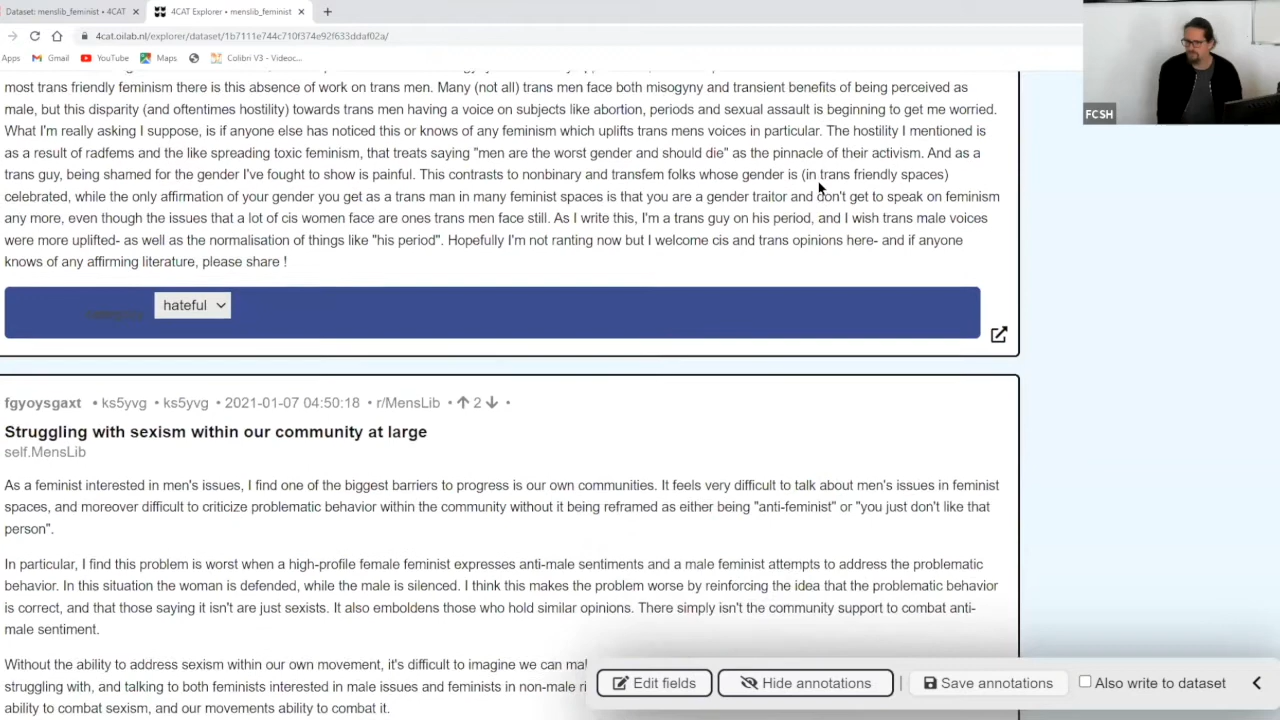 Dataset: menslib_feminist • 4CAT ×
4CAT Explorer • menslib_feminist × +
4cat.oilab.nl/explorer/dataset/1b7111e744c710f374e92f633ddaf02a/
Apps Gmail YouTube Maps Colibri V3 - Videoc...
most trans friendly feminism there is this absence of work on trans men. Many (not all) trans men face both misogyny and transient benefits of being perceived as
male, but this disparity (and oftentimes hostility) towards trans men having a voice on subjects like abortion, periods and sexual assault is beginning to get me worried.
What I'm really asking I suppose, is if anyone else has noticed this or knows of any feminism which uplifts trans mens voices in particular. The hostility I mentioned is
as a result of radfems and the like spreading toxic feminism, that treats saying "men are the worst gender and should die" as the pinnacle of their activism. And as a
trans guy, being shamed for the gender I've fought to show is painful. This contrasts to nonbinary and transfem folks whose gender is (in trans friendly spaces)
celebrated, while the only affirmation of your gender you get as a trans man in many feminist spaces is that you are a gender traitor and don't get to speak on feminism
any more, even though the issues that a lot of cis women face are ones trans men face still. As I write this, I'm a trans guy on his period, and I wish trans male voices
were more uplifted- as well as the normalisation of things like "his period". Hopefully I'm not ranting now but I welcome cis and trans opinions here- and if anyone
knows of any affirming literature, please share !
hateful
fgyoysgaxt • ks5yvg • ks5yvg • 2021-01-07 04:50:18 • r/MensLib • 2 •
Struggling with sexism within our community at large
self.MensLib
As a feminist interested in men's issues, I find one of the biggest barriers to progress is our own communities. It feels very difficult to talk about men's issues in feminist
spaces, and moreover difficult to criticize problematic behavior within the community without it being reframed as either being "anti-feminist" or "you just don't like that
person".
In particular, I find this problem is worst when a high-profile female feminist expresses anti-male sentiments and a male feminist attempts to address the problematic
behavior. In this situation the woman is defended, while the male is silenced. I think this makes the problem worse by reinforcing the idea that the problematic behavior
is correct, and that those saying it isn't are just sexists. It also emboldens those who hold similar opinions. There simply isn't the community support to combat anti-
male sentiment.
Without the ability to address sexism within our own movement, it's difficult to imagine we can
struggling with, and talking to both feminists interested in male issues and feminists in non-male
ability to combat sexism, and our movements ability to combat it.
Edit fields Hide annotations | Save annotations Also write to dataset
FCSH